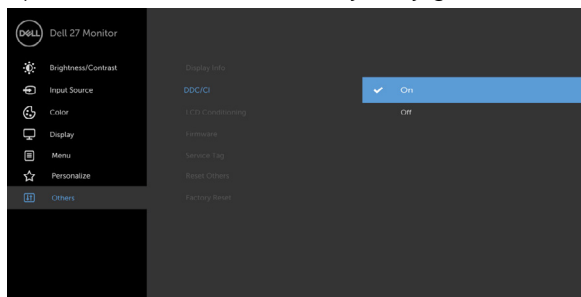 DELL Dell 27 Monitor
Brightness/Contrast
Display Info
Input Source
DDC/CI
On
Color
LCD Conditioning
Off
Display
Firmware
Menu
Service Tag
Personalize
Reset Others
Others
Factory Reset